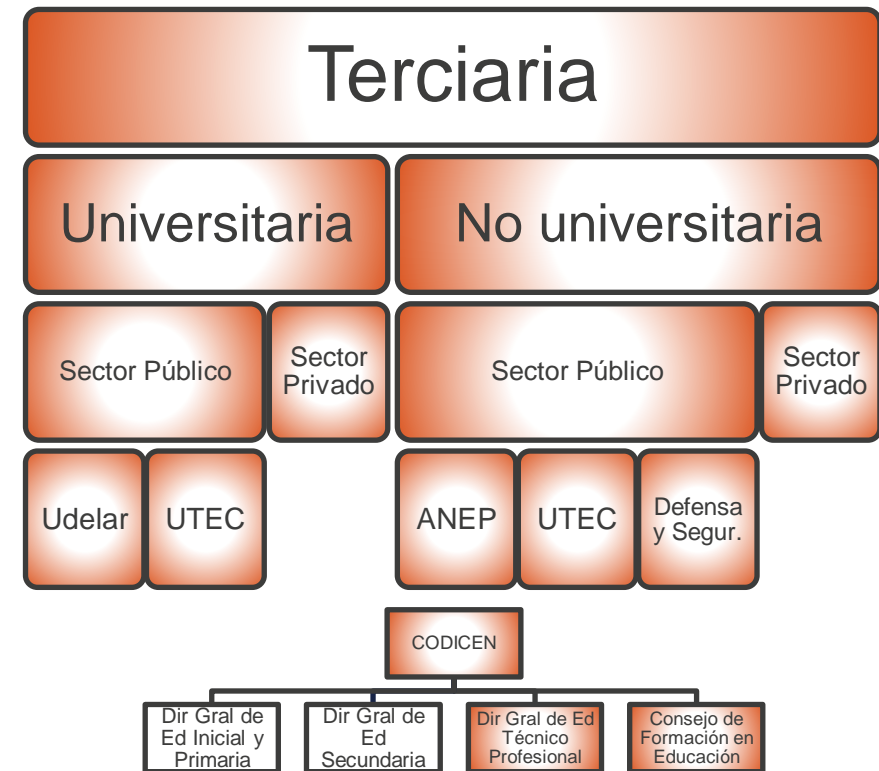 Terciaria
Universitaria
No universitaria
Sector Público
Sector
Privado
Sector Público
Sector
Privado
Udelar
UTEC
ANEP
UTEC
Defensa
y Segur.
CODICEN
Dir Gral de
Ed Inicial y
Primaria
Dir Gral de
Ed
Secundaria
Dir Gral de Ed
Técnico
Profesional
Consejo de
Formación en
Educación